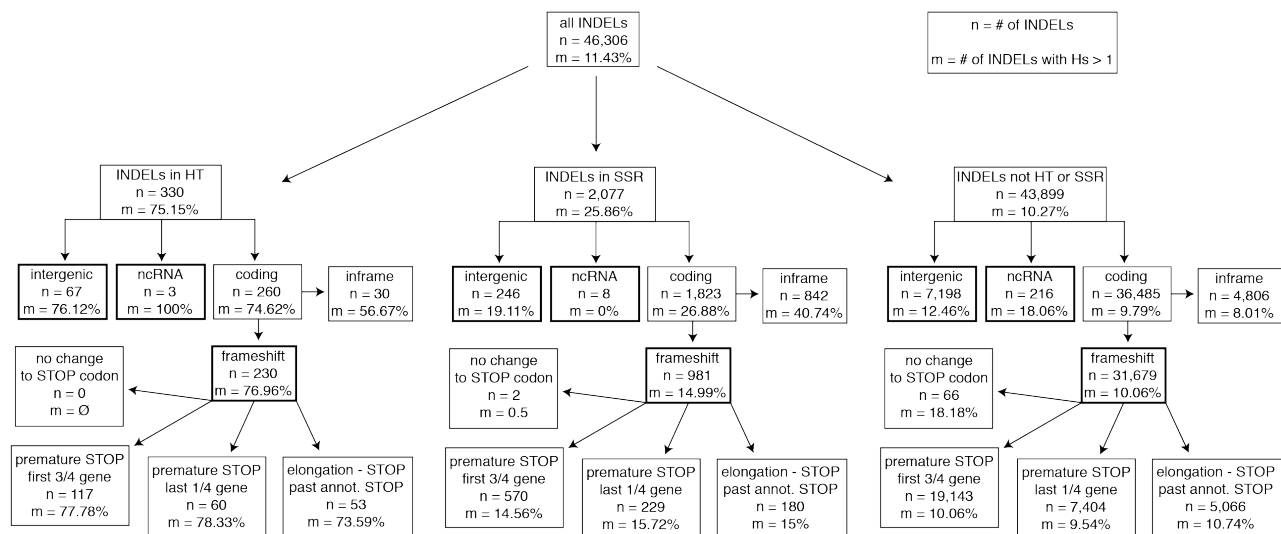 all INDELs
n = 46,306
m = 11.43%
n = # of INDELs
m = # of INDELs with Hs > 1
INDELs in HT
n = 330
m = 75.15%
INDELs in SSR
n = 2,077
m = 25.86%
INDELs not HT or SSR
n = 43,899
m = 10.27%
intergenic
n = 67
m = 76.12%
ncRNA
n = 3
m = 100%
coding
n = 260
m = 74.62%
inframe
n = 30
m = 56.67%
intergenic
n = 246
m = 19.11%
ncRNA
n = 8
m = 0%
coding
n = 1,823
m = 26.88%
inframe
n = 842
m = 40.74%
intergenic
n = 7,198
m = 12.46%
ncRNA
n = 216
m = 18.06%
coding
n = 36,485
m = 9.79%
inframe
n = 4,806
m = 8.01%
no change
to STOP codon
n = 0
m = Ø
frameshift
n = 230
m = 76.96%
no change
to STOP codon
n = 2
m = 0.5
frameshift
n = 981
m = 14.99%
no change
to STOP codon
n = 66
m = 18.18%
frameshift
n = 31,679
m = 10.06%
premature STOP
first 3/4 gene
n = 117
m = 77.78%
premature STOP
last 1/4 gene
n = 60
m = 78.33%
elongation - STOP
past annot. STOP
n = 53
m = 73.59%
premature STOP
first 3/4 gene
n = 570
m = 14.56%
premature STOP
last 1/4 gene
n = 229
m = 15.72%
elongation - STOP
past annot. STOP
n = 180
m = 15%
premature STOP
first 3/4 gene
n = 19,143
m = 10.06%
premature STOP
last 1/4 gene
n = 7,404
m = 9.54%
elongation - STOP
past annot. STOP
n = 5,066
m = 10.74%